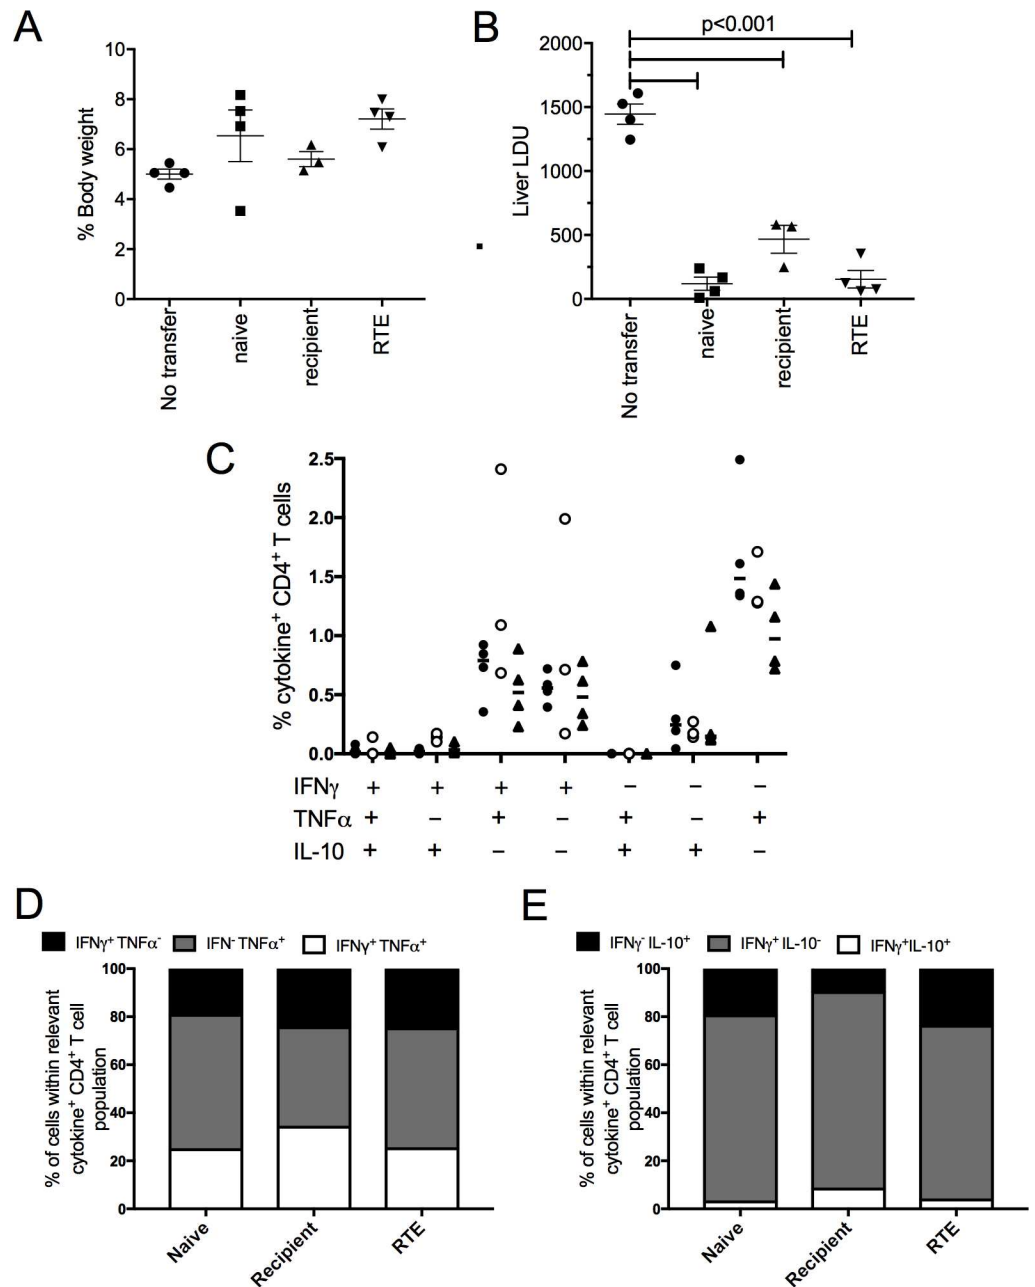 A
% Body weight
10
8
6
4
2
0
No transfer
naive
recipient
RTE
B
p<0.001
Liver LDU
2000
1500
1000
500
0
No transfer
naive
recipient
RTE
C
% cytokine⁺ CD4⁺ T cells
2.5
2.0
1.5
1.0
0.5
0.0
IFNγ + + + + − − −
TNFα + − + − + − +
IL-10 + + − − + + −
D
IFNγ⁺ TNFα⁻ IFN⁻ TNFα⁺ IFNγ⁺ TNFα⁺
% of cells within relevant
cytokine⁺ CD4⁺ T cell
population
100
80
60
40
20
0
Naive
Recipient
RTE
E
IFNγ⁻ IL-10⁺ IFNγ⁺ IL-10⁻ IFNγ⁺IL-10⁺
% of cells within relevant
cytokine⁺ CD4⁺ T cell
population
100
80
60
40
20
0
Naive
Recipient
RTE